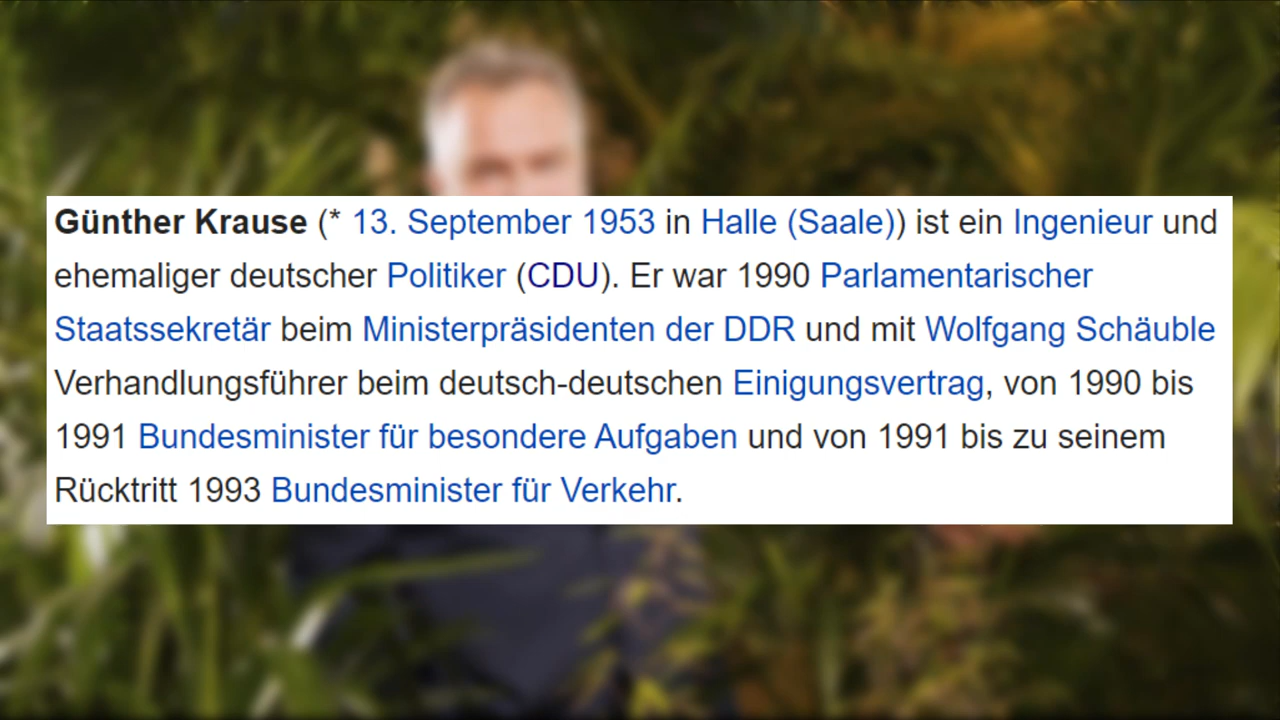 Günther Krause (* 13. September 1953 in Halle (Saale)) ist ein Ingenieur und
ehemaliger deutscher Politiker (CDU). Er war 1990 Parlamentarischer
Staatssekretär beim Ministerpräsidenten der DDR und mit Wolfgang Schäuble
Verhandlungsführer beim deutsch-deutschen Einigungsvertrag, von 1990 bis
1991 Bundesminister für besondere Aufgaben und von 1991 bis zu seinem
Rücktritt 1993 Bundesminister für Verkehr.